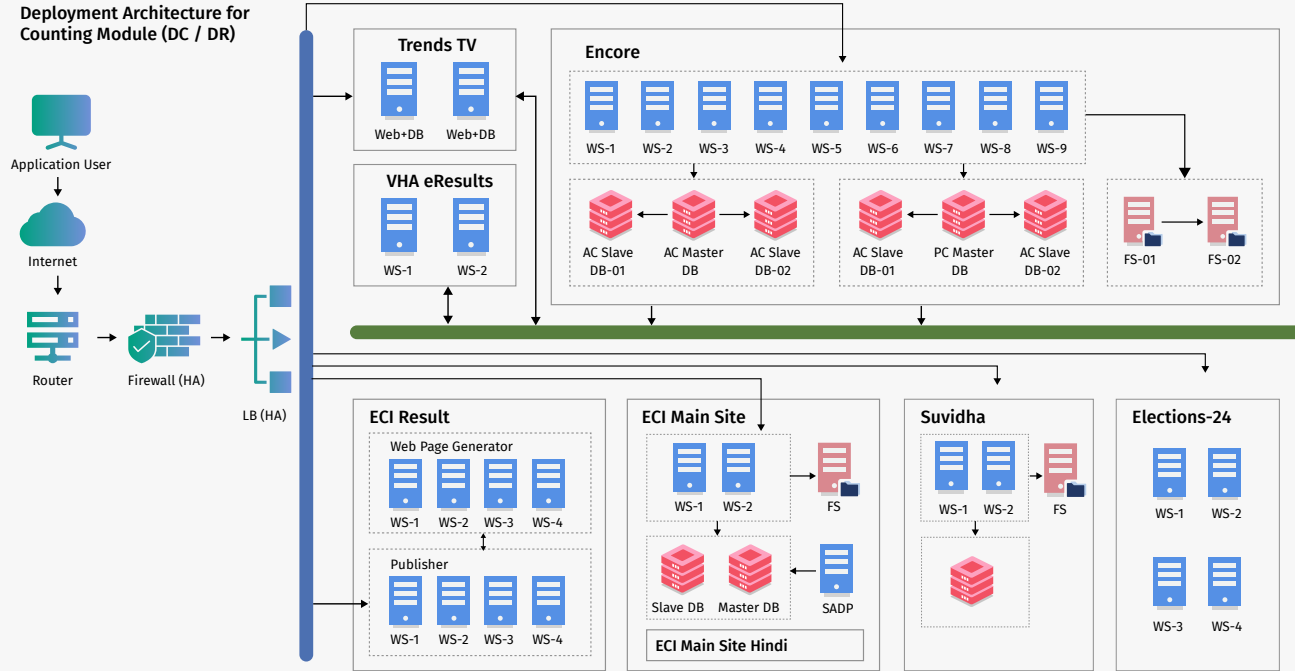 Deployment Architecture for
Counting Module (DC / DR)
Application User
Internet
Router
Firewall (HA)
LB (HA)
Trends TV
Web+DB
Web+DB
VHA eResults
WS-1
WS-2
Encore
WS-1
WS-2
WS-3
WS-4
WS-5
WS-6
WS-7
WS-8
WS-9
AC Slave
DB-01
AC Master
DB
AC Slave
DB-02
AC Slave
DB-01
PC Master
DB
AC Slave
DB-02
FS-01
FS-02
ECI Result
Web Page Generator
WS-1
WS-2
WS-3
WS-4
Publisher
WS-1
WS-2
WS-3
WS-4
ECI Main Site
WS-1
WS-2
FS
Slave DB
Master DB
SADP
ECI Main Site Hindi
Suvidha
WS-1
WS-2
FS
Elections-24
WS-1
WS-2
WS-3
WS-4